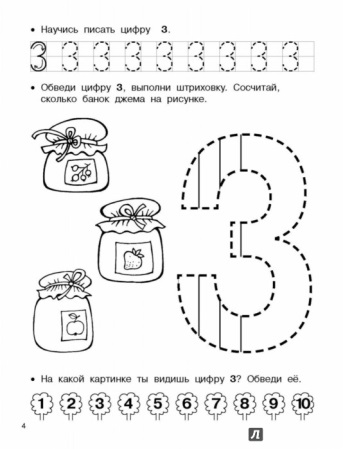 • Научись писать цифру 3.
3 3 3 3 3 3 3 3 3
• Обведи цифру 3, выполни штриховку. Сосчитай,
сколько банок джема на рисунке.
3
• На какой картинке ты видишь цифру 3? Обведи её.
1 2 3 4 5 6 7 8 9 10
4
Л